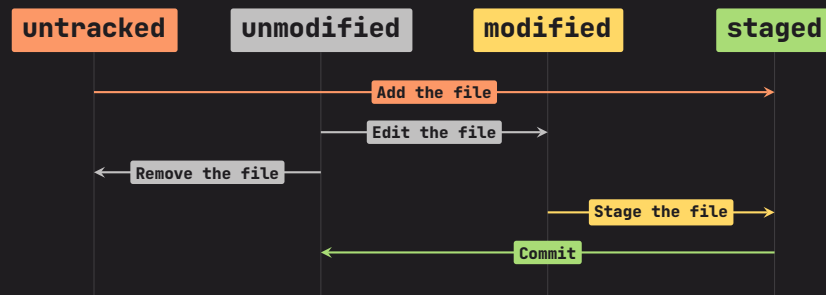 untracked unmodified modified staged
Add the file
Edit the file
Remove the file
Stage the file
Commit